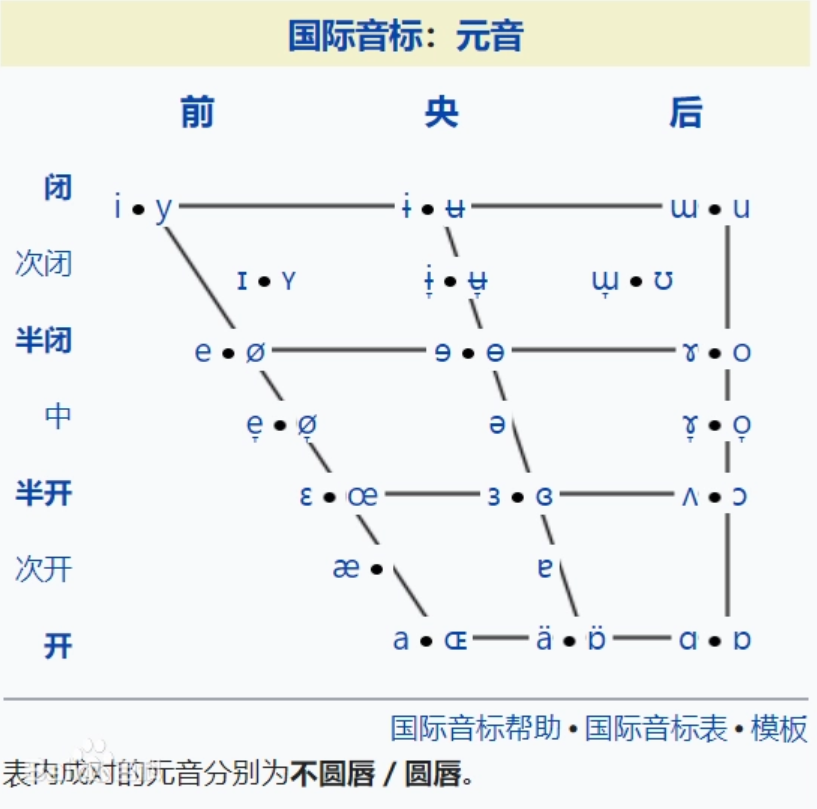 国际音标：元音
前 央 后
闭 i • y ɨ • ʉ ɯ • u
次闭 ɪ • ʏ ɨ̞ • ʉ̞ ɯ̞ • ʊ
半闭 e • ø ɘ • ɵ ɤ • o
中 e̞ • ø̞ ə ɤ̞ • o̞
半开 ɛ • œ ɜ • ɞ ʌ • ɔ
次开 æ • ɐ
开 a • ɶ ä • ɒ̈ ɑ • ɒ
国际音标帮助 • 国际音标表 • 模板
表内成对的元音分别为不圆唇 / 圆唇。